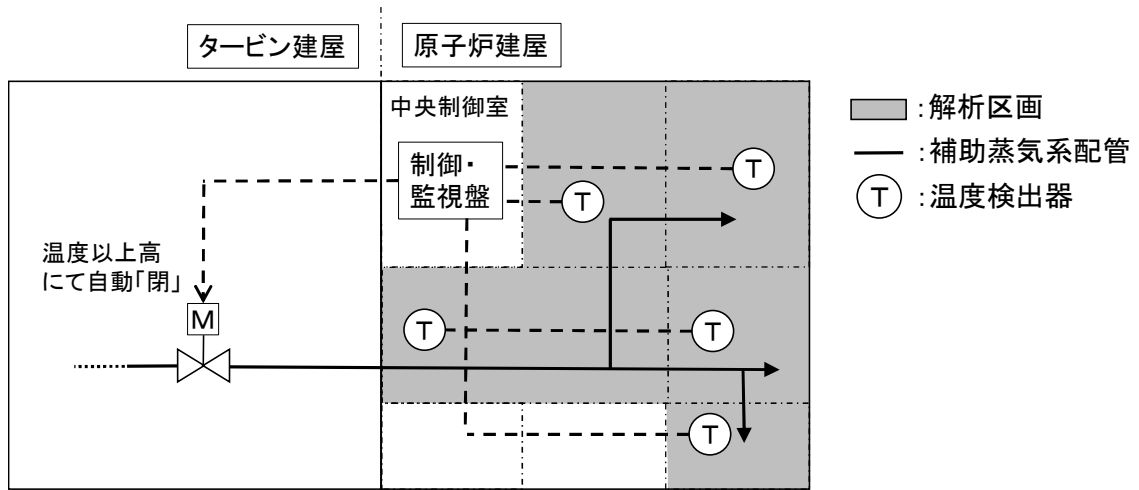 タービン建屋
原子炉建屋
中央制御室
制御・
監視盤
T
T
温度以上高
にて自動「閉」
M
T
T
T
:解析区画
:補助蒸気系配管
T
:温度検出器